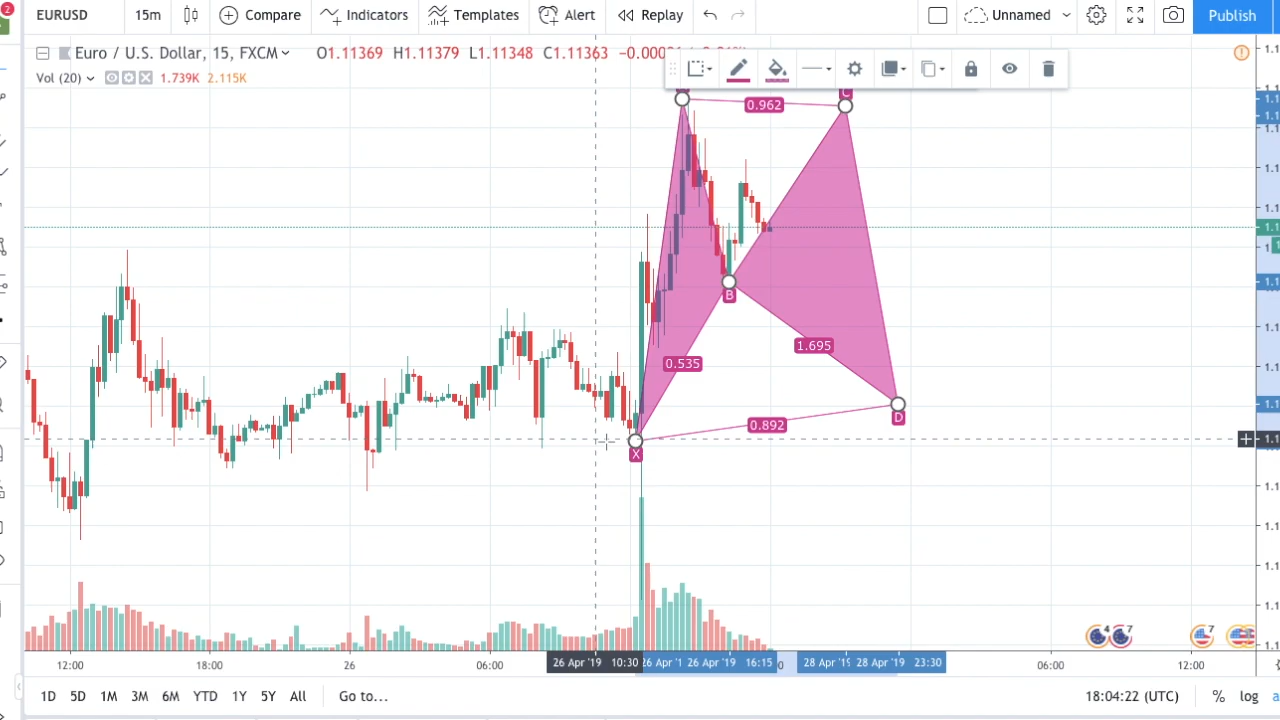 2
EURUSD 15m Compare Indicators Templates Alert Replay Unnamed Publish
Euro / U.S. Dollar, 15, FXCM O1.11369 H1.11379 L1.11348 C1.11363
Vol (20) 1.739K 2.115K
C
0.962
B
0.535
1.695
D
0.892
X
4 7 7
12:00 18:00 26 06:00 26 Apr '19 10:30 26 Apr '19 16:15 28 Apr '19 23:30 06:00 12:00
1D 5D 1M 3M 6M YTD 1Y 5Y All Go to... 18:04:22 (UTC) % log